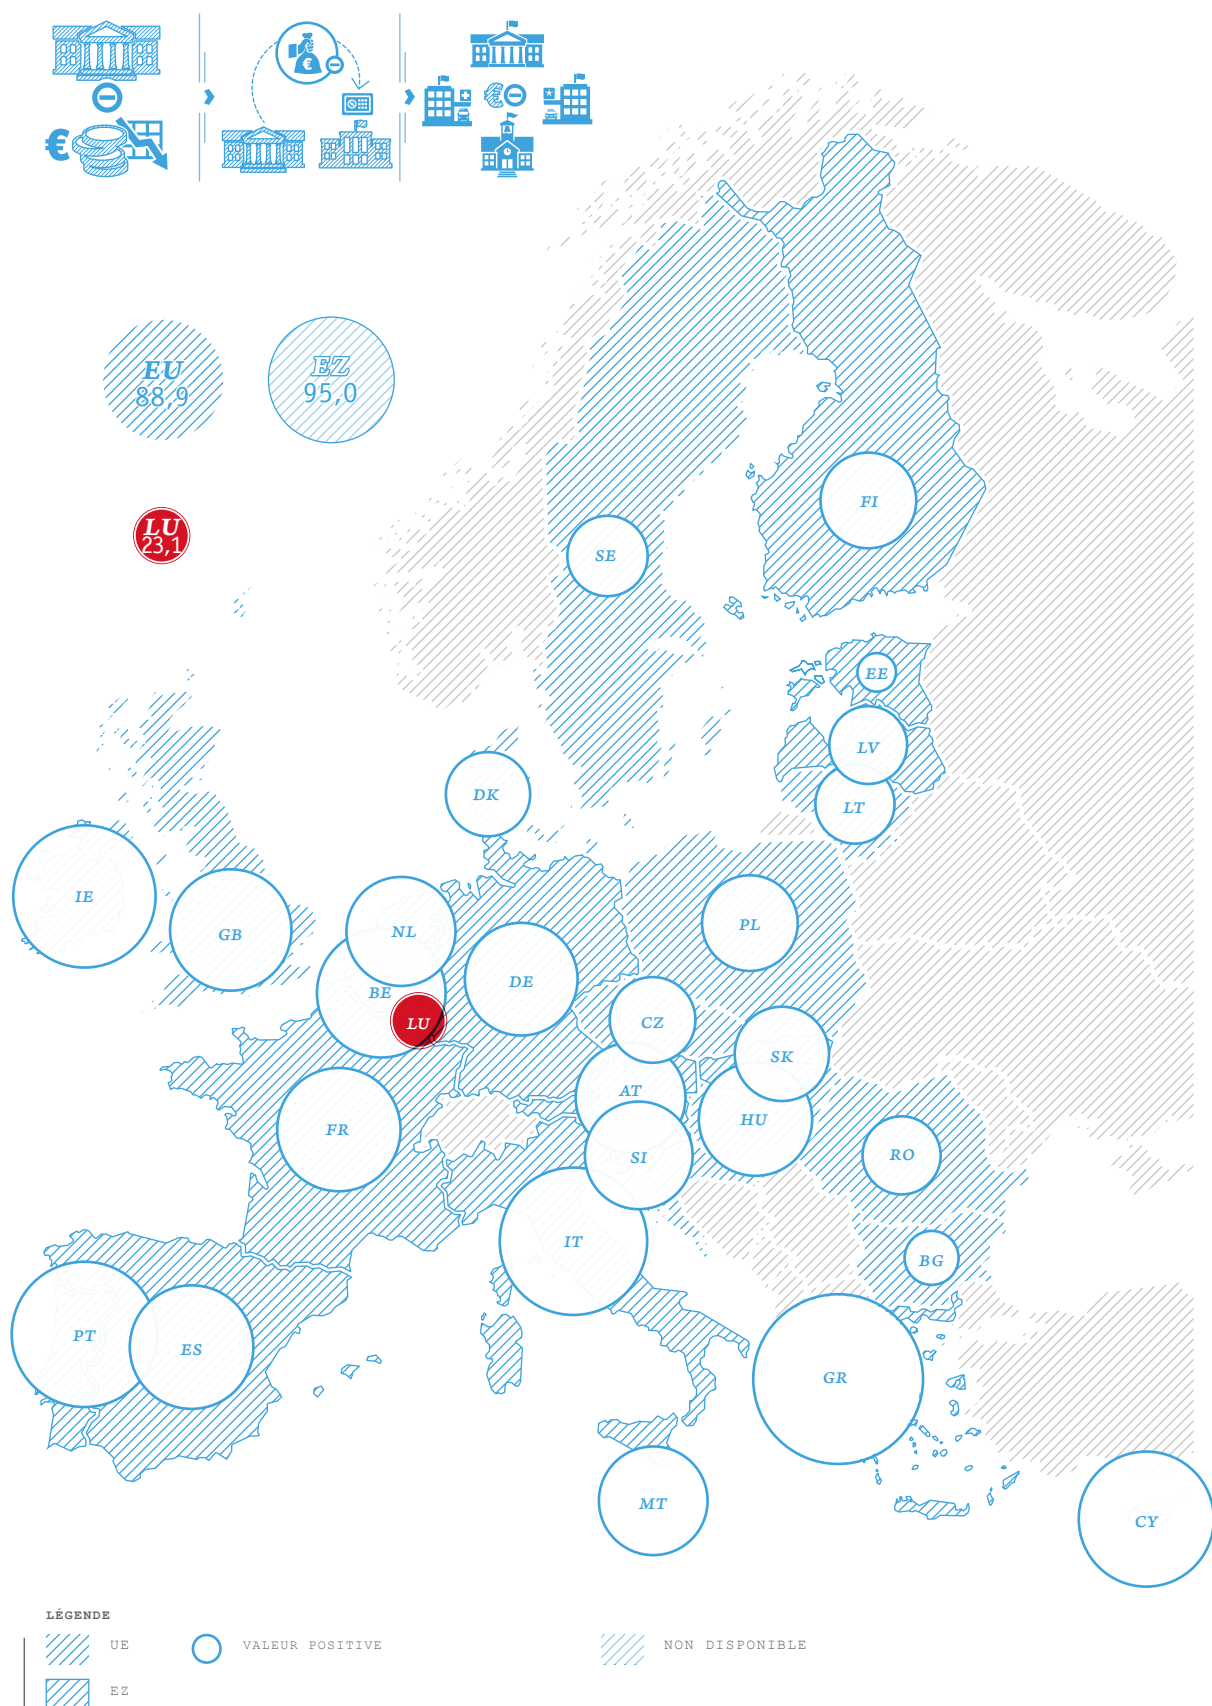 EU
88,9
EZ
95,0
LU
23,1
FI
SE
EE
LV
LT
DK
IE
GB
NL
PL
DE
BE
LU
CZ
SK
AT
HU
FR
SI
RO
IT
BG
PT
ES
GR
MT
CY
LÉGENDE
UE
VALEUR POSITIVE
NON DISPONIBLE
EZ